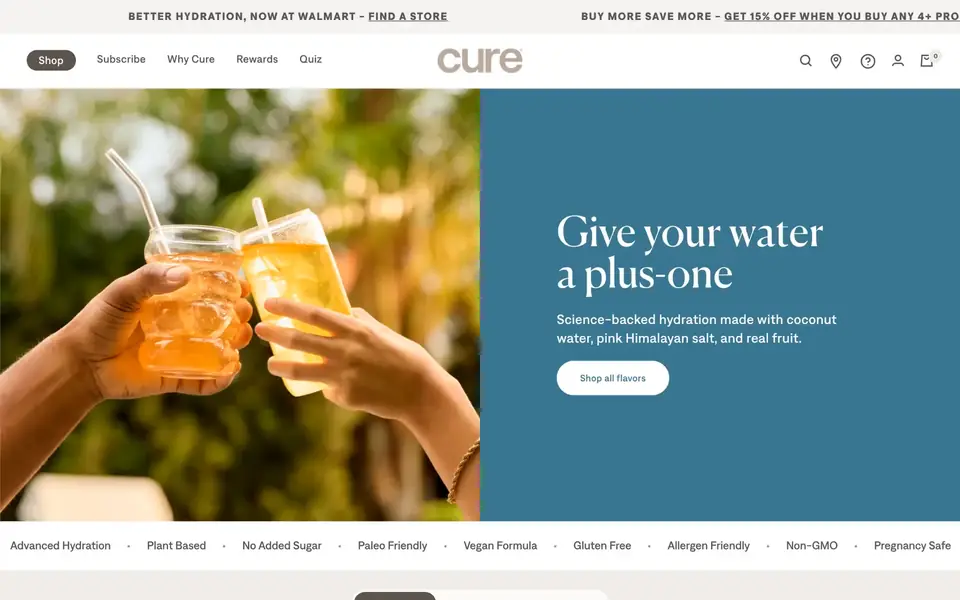 BETTER HYDRATION, NOW AT WALMART – FIND A STORE
BUY MORE SAVE MORE – GET 15% OFF WHEN YOU BUY ANY 4+ PRO
Shop
Subscribe
Why Cure
Rewards
Quiz
cure
0
Give your water
a plus-one
Science-backed hydration made with coconut
water, pink Himalayan salt, and real fruit.
Shop all flavors
Advanced Hydration • Plant Based • No Added Sugar • Paleo Friendly • Vegan Formula • Gluten Free • Allergen Friendly • Non-GMO • Pregnancy Safe